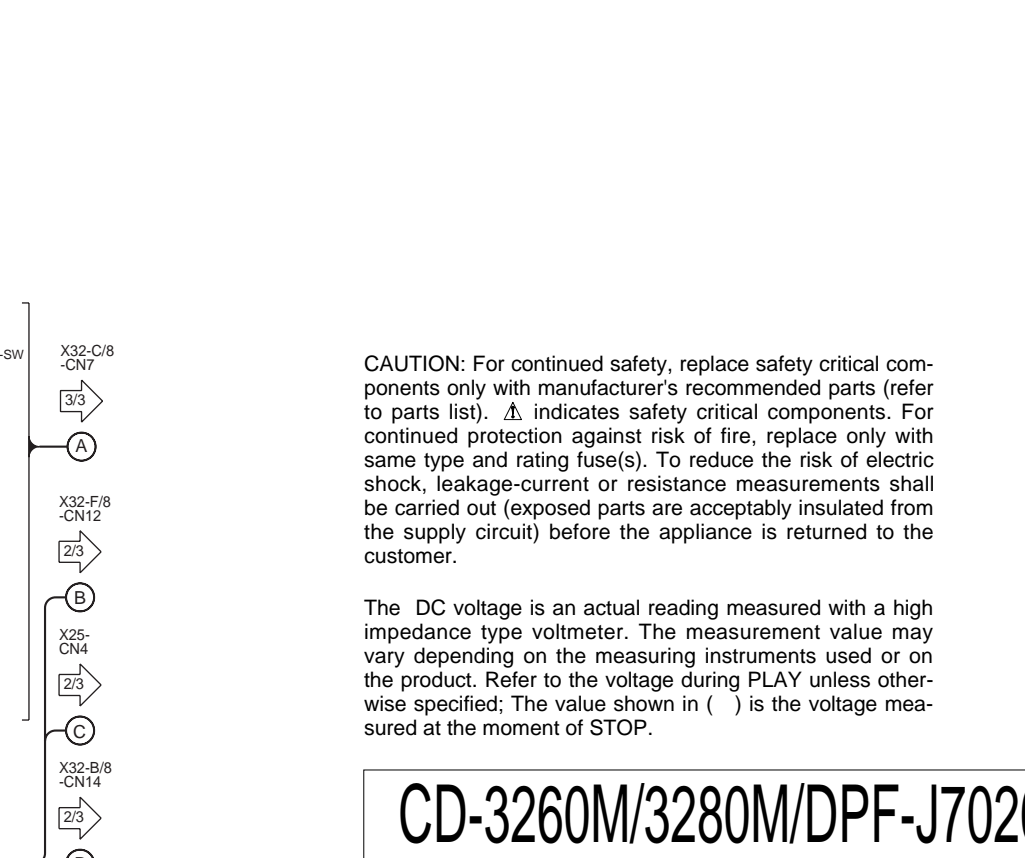 -SW
X32-C/8
-CN7
3/3
A
X32-F/8
-CN12
2/3
B
X25-
CN4
2/3
C
X32-B/8
-CN14
2/3
CAUTION: For continued safety, replace safety critical com-
ponents only with manufacturer's recommended parts (refer
to parts list). ⚠ indicates safety critical components. For
continued protection against risk of fire, replace only with
same type and rating fuse(s). To reduce the risk of electric
shock, leakage-current or resistance measurements shall
be carried out (exposed parts are acceptably insulated from
the supply circuit) before the appliance is returned to the
customer.
The DC voltage is an actual reading measured with a high
impedance type voltmeter. The measurement value may
vary depending on the measuring instruments used or on
the product. Refer to the voltage during PLAY unless other-
wise specified; The value shown in ( ) is the voltage mea-
sured at the moment of STOP.
CD-3260M/3280M/DPF-J702